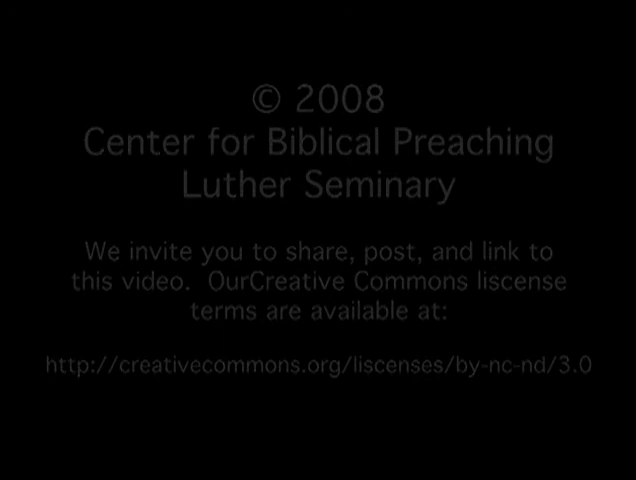 © 2008
Center for Biblical Preaching
Luther Seminary
We invite you to share, post, and link to
this video. OurCreative Commons liscense
terms are available at:
http://creativecommons.org/liscenses/by-nc-nd/3.0